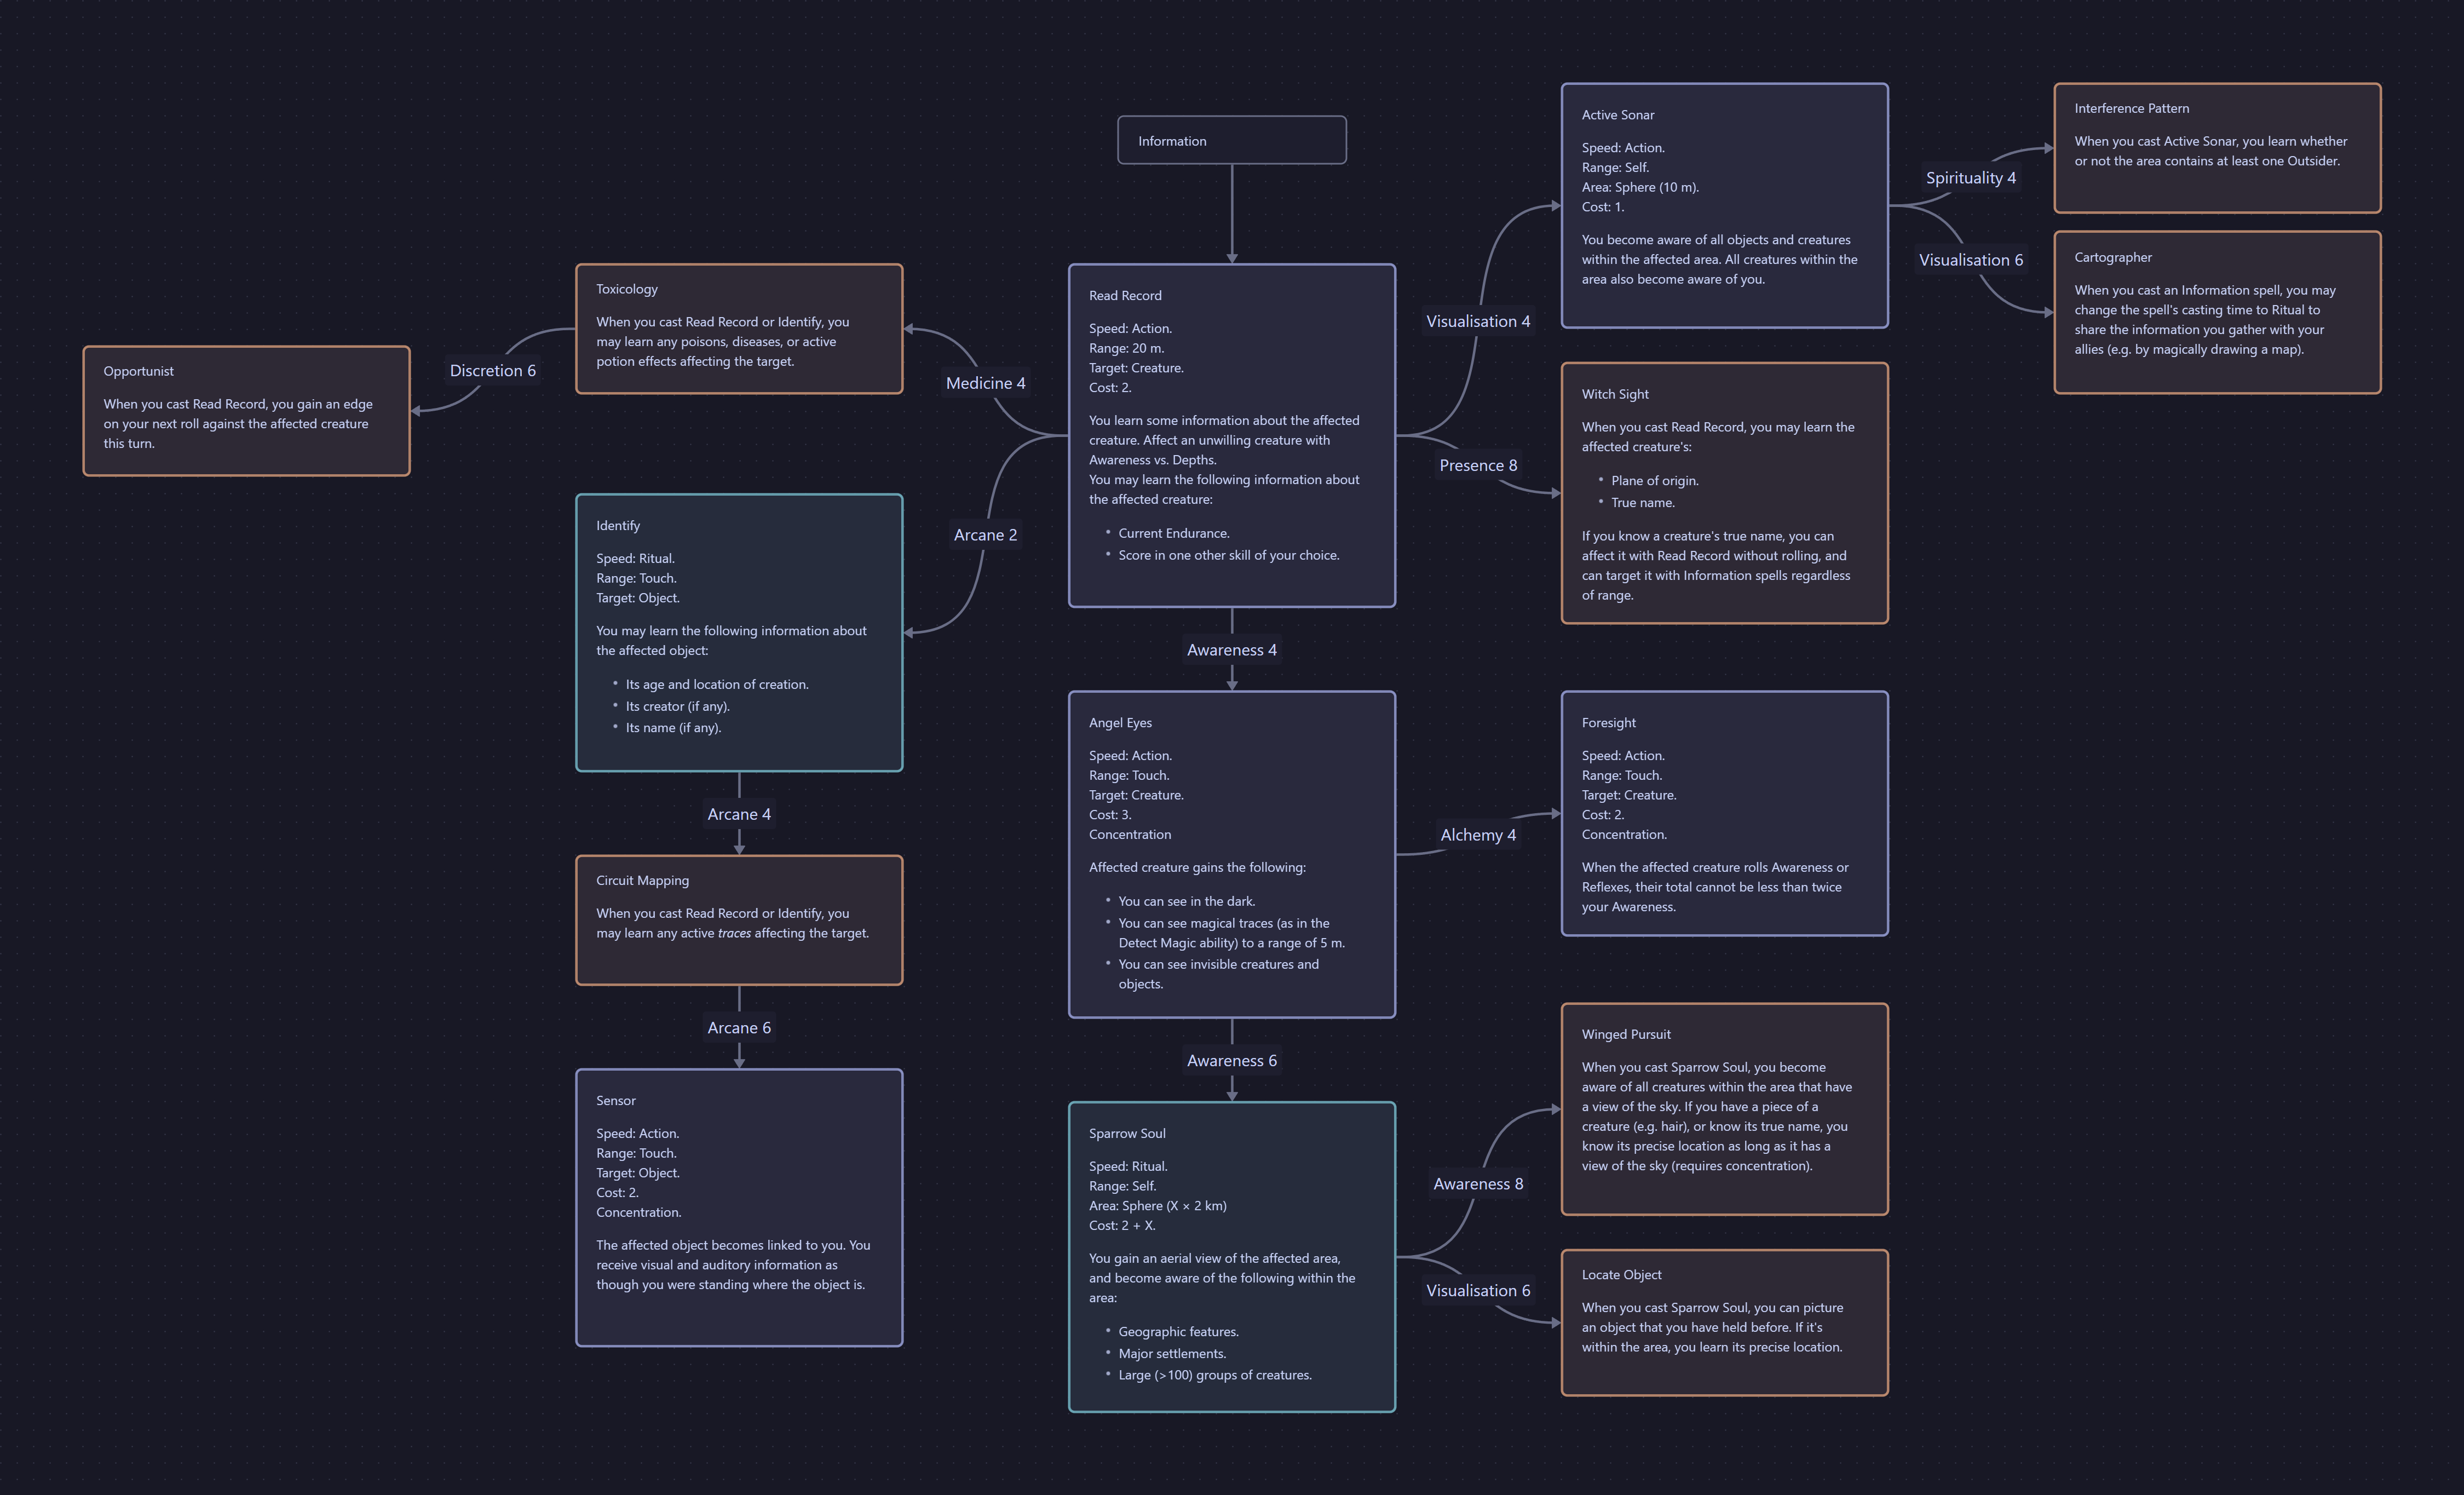 Information
Read Record
Speed: Action.
Range: 20 m.
Target: Creature.
Cost: 2.
You learn some information about the affected
creature. Affect an unwilling creature with
Awareness vs. Depths.
You may learn the following information about
the affected creature:
• Current Endurance.
• Score in one other skill of your choice.
Medicine 4
Toxicology
When you cast Read Record or Identify, you
may learn any poisons, diseases, or active
potion effects affecting the target.
Discretion 6
Opportunist
When you cast Read Record, you gain an edge
on your next roll against the affected creature
this turn.
Arcane 2
Identify
Speed: Ritual.
Range: Touch.
Target: Object.
You may learn the following information about
the affected object:
• Its age and location of creation.
• Its creator (if any).
• Its name (if any).
Arcane 4
Circuit Mapping
When you cast Read Record or Identify, you
may learn any active traces affecting the target.
Arcane 6
Sensor
Speed: Action.
Range: Touch.
Target: Object.
Cost: 2.
Concentration.
The affected object becomes linked to you. You
receive visual and auditory information as
though you were standing where the object is.
Visualisation 4
Active Sonar
Speed: Action.
Range: Self.
Area: Sphere (10 m).
Cost: 1.
You become aware of all objects and creatures
within the affected area. All creatures within the
area also become aware of you.
Spirituality 4
Interference Pattern
When you cast Active Sonar, you learn whether
or not the area contains at least one Outsider.
Visualisation 6
Cartographer
When you cast an Information spell, you may
change the spell's casting time to Ritual to
share the information you gather with your
allies (e.g. by magically drawing a map).
Presence 8
Witch Sight
When you cast Read Record, you may learn the
affected creature's:
• Plane of origin.
• True name.
If you know a creature's true name, you can
affect it with Read Record without rolling, and
can target it with Information spells regardless
of range.
Awareness 4
Angel Eyes
Speed: Action.
Range: Touch.
Target: Creature.
Cost: 3.
Concentration
Affected creature gains the following:
• You can see in the dark.
• You can see magical traces (as in the
Detect Magic ability) to a range of 5 m.
• You can see invisible creatures and
objects.
Alchemy 4
Foresight
Speed: Action.
Range: Touch.
Target: Creature.
Cost: 2.
Concentration.
When the affected creature rolls Awareness or
Reflexes, their total cannot be less than twice
your Awareness.
Awareness 6
Sparrow Soul
Speed: Ritual.
Range: Self.
Area: Sphere (X × 2 km)
Cost: 2 + X.
You gain an aerial view of the affected area,
and become aware of the following within the
area:
• Geographic features.
• Major settlements.
• Large (>100) groups of creatures.
Awareness 8
Winged Pursuit
When you cast Sparrow Soul, you become
aware of all creatures within the area that have
a view of the sky. If you have a piece of a
creature (e.g. hair), or know its true name, you
know its precise location as long as it has a
view of the sky (requires concentration).
Visualisation 6
Locate Object
When you cast Sparrow Soul, you can picture
an object that you have held before. If it's
within the area, you learn its precise location.